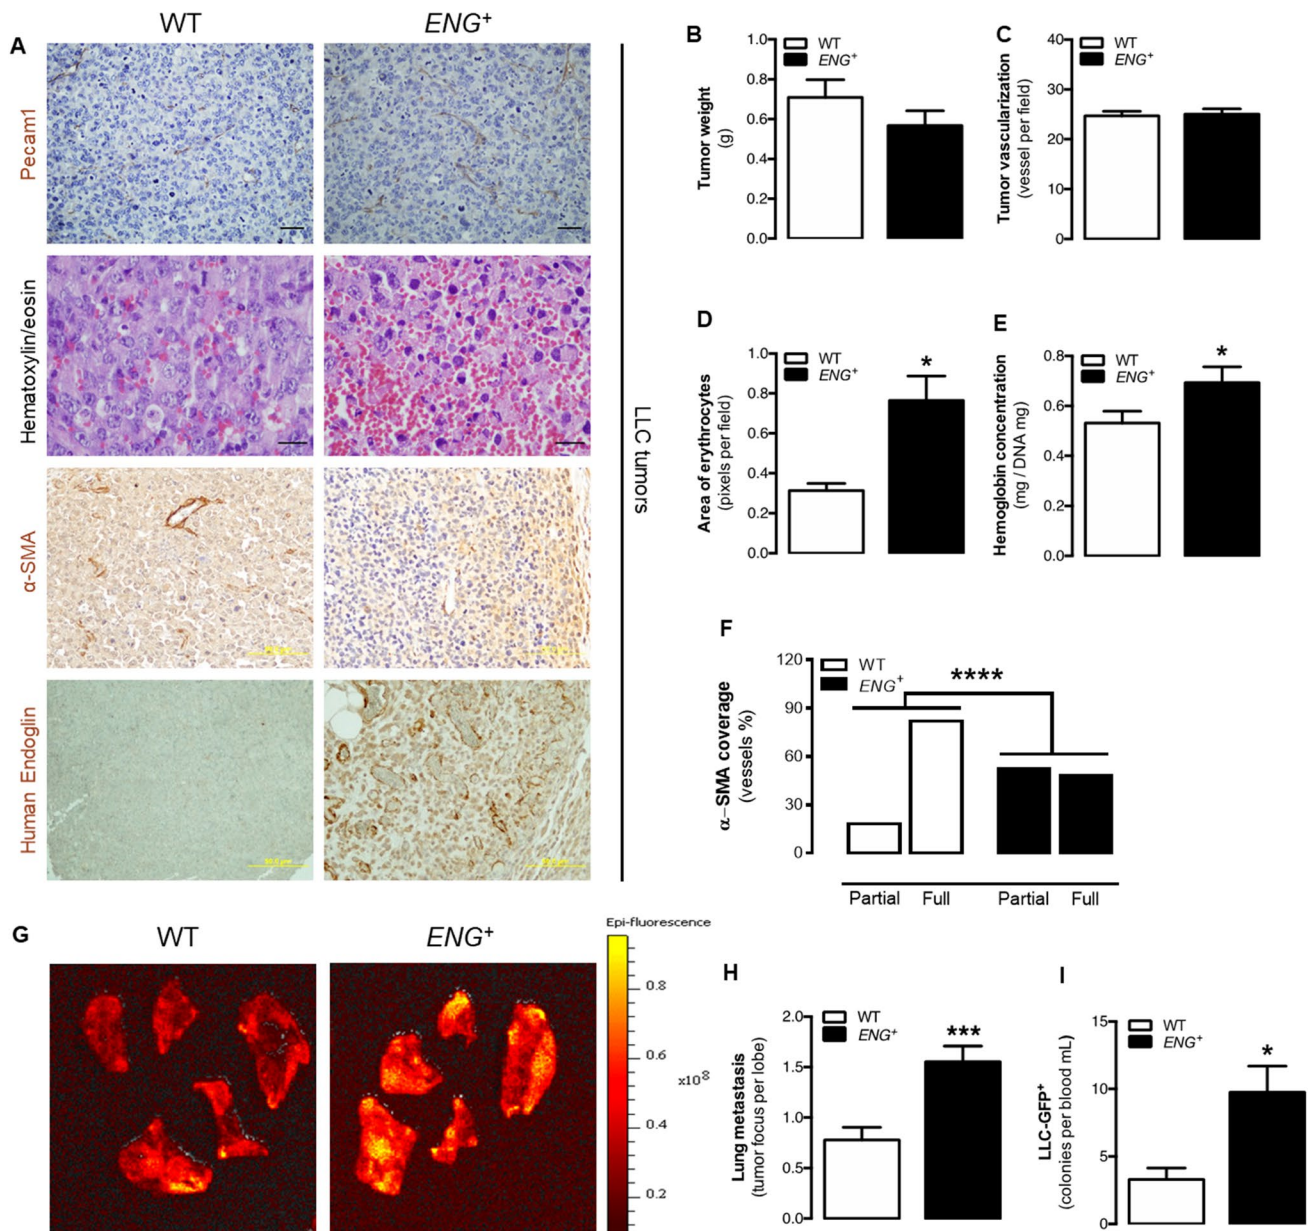 WT
ENG+
A
Pecam1
Hematoxylin/eosin
α-SMA
Human Endoglin
LLC tumors
B
WT
ENG+
Tumor weight
(g)
1.0
0.8
0.6
0.4
0.2
0.0
C
WT
ENG+
Tumor vascularization
(vessel per field)
40
30
20
10
0
D
WT
ENG+
Area of erythrocytes
(pixels per field)
1.0
0.8
0.6
0.4
0.2
0.0
*
E
WT
ENG+
Hemoglobin concentration
(mg / DNA mg)
0.8
0.6
0.4
0.2
0.0
*
F
WT
ENG+
α–SMA coverage
(vessels %)
120
90
60
30
0
****
Partial Full Partial Full
G
WT
ENG+
Epi-fluorescence
0.8
0.6
x10⁸
0.4
0.2
H
WT
ENG+
Lung metastasis
(tumor focus per lobe)
2.0
1.5
1.0
0.5
0.0
***
I
WT
ENG+
LLC-GFP+
(colonies per blood mL)
15
10
5
0
*